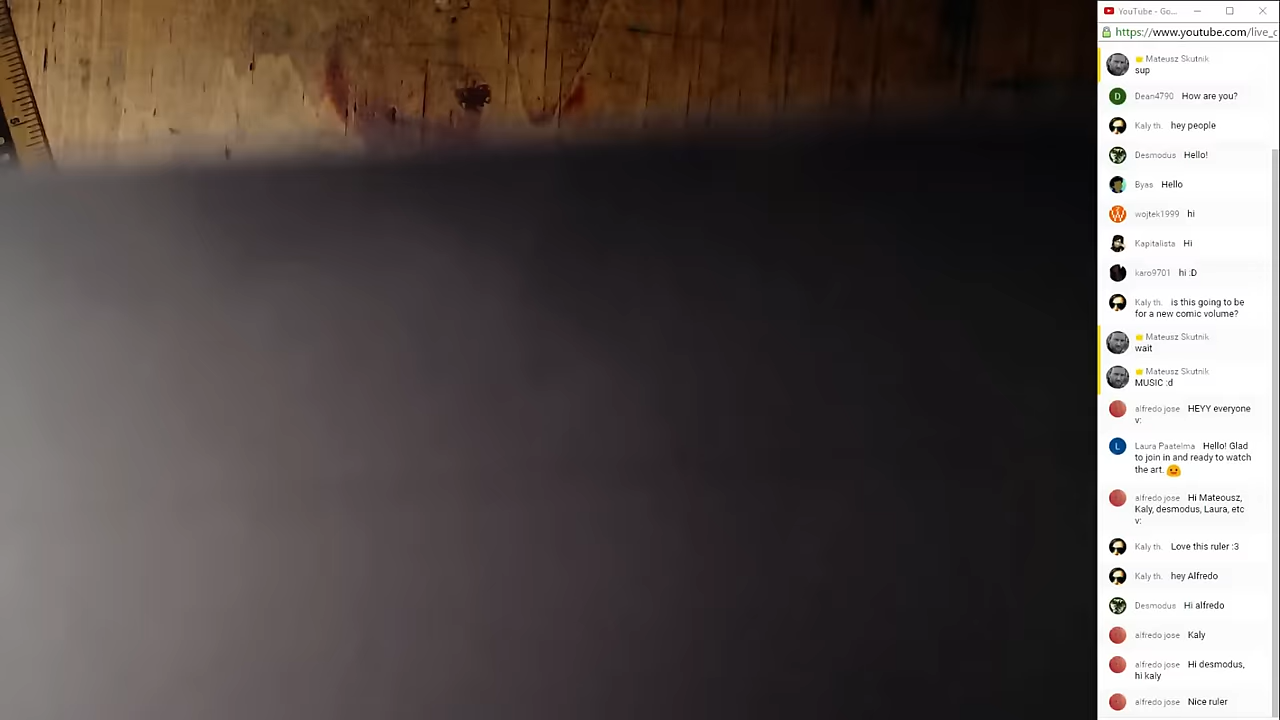 YouTube - Go...
https://www.youtube.com/live_c
Mateusz Skutnik
sup
Dean4790 How are you?
Kaly th. hey people
Desmodus Hello!
Byas Hello
wojtek1999 hi
Kapitalista Hi
karo9701 hi :D
Kaly th. is this going to be
for a new comic volume?
Mateusz Skutnik
wait
Mateusz Skutnik
MUSIC :d
alfredo jose HEYY everyone
v:
Laura Paatelma Hello! Glad
to join in and ready to watch
the art.
alfredo jose Hi Mateousz,
Kaly, desmodus, Laura, etc
v:
Kaly th. Love this ruler :3
Kaly th. hey Alfredo
Desmodus Hi alfredo
alfredo jose Kaly
alfredo jose Hi desmodus,
hi kaly
alfredo jose Nice ruler